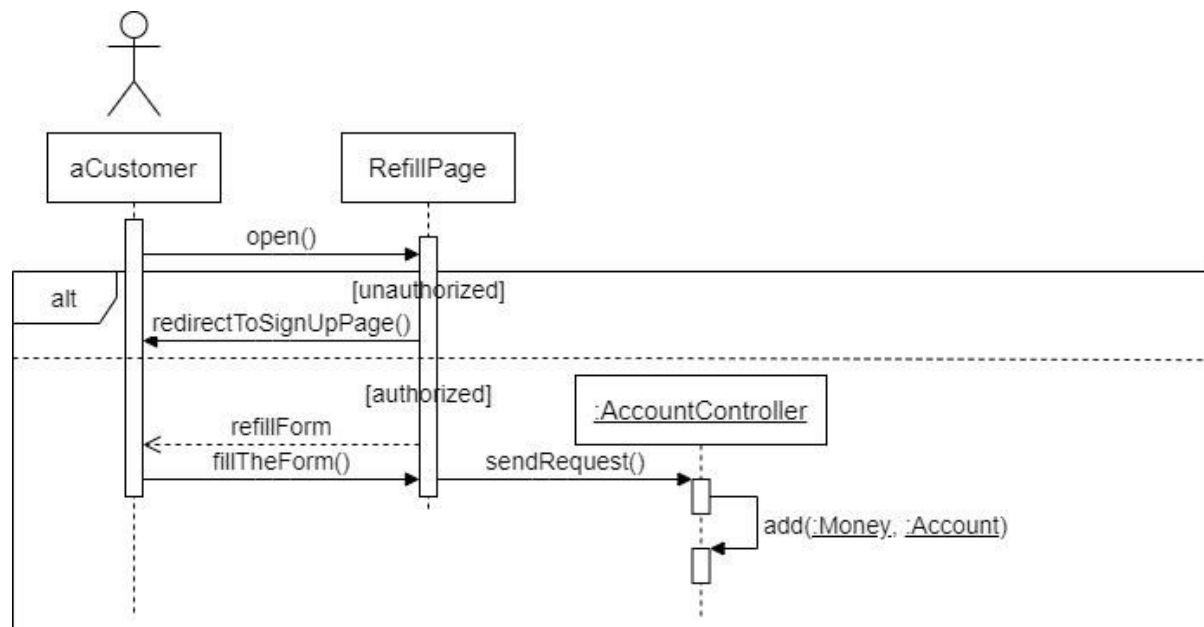 aCustomer
RefillPage
open()
alt
[unauthorized]
redirectToSignUpPage()
[authorized]
:AccountController
refillForm
fillTheForm()
sendRequest()
add(:Money, :Account)